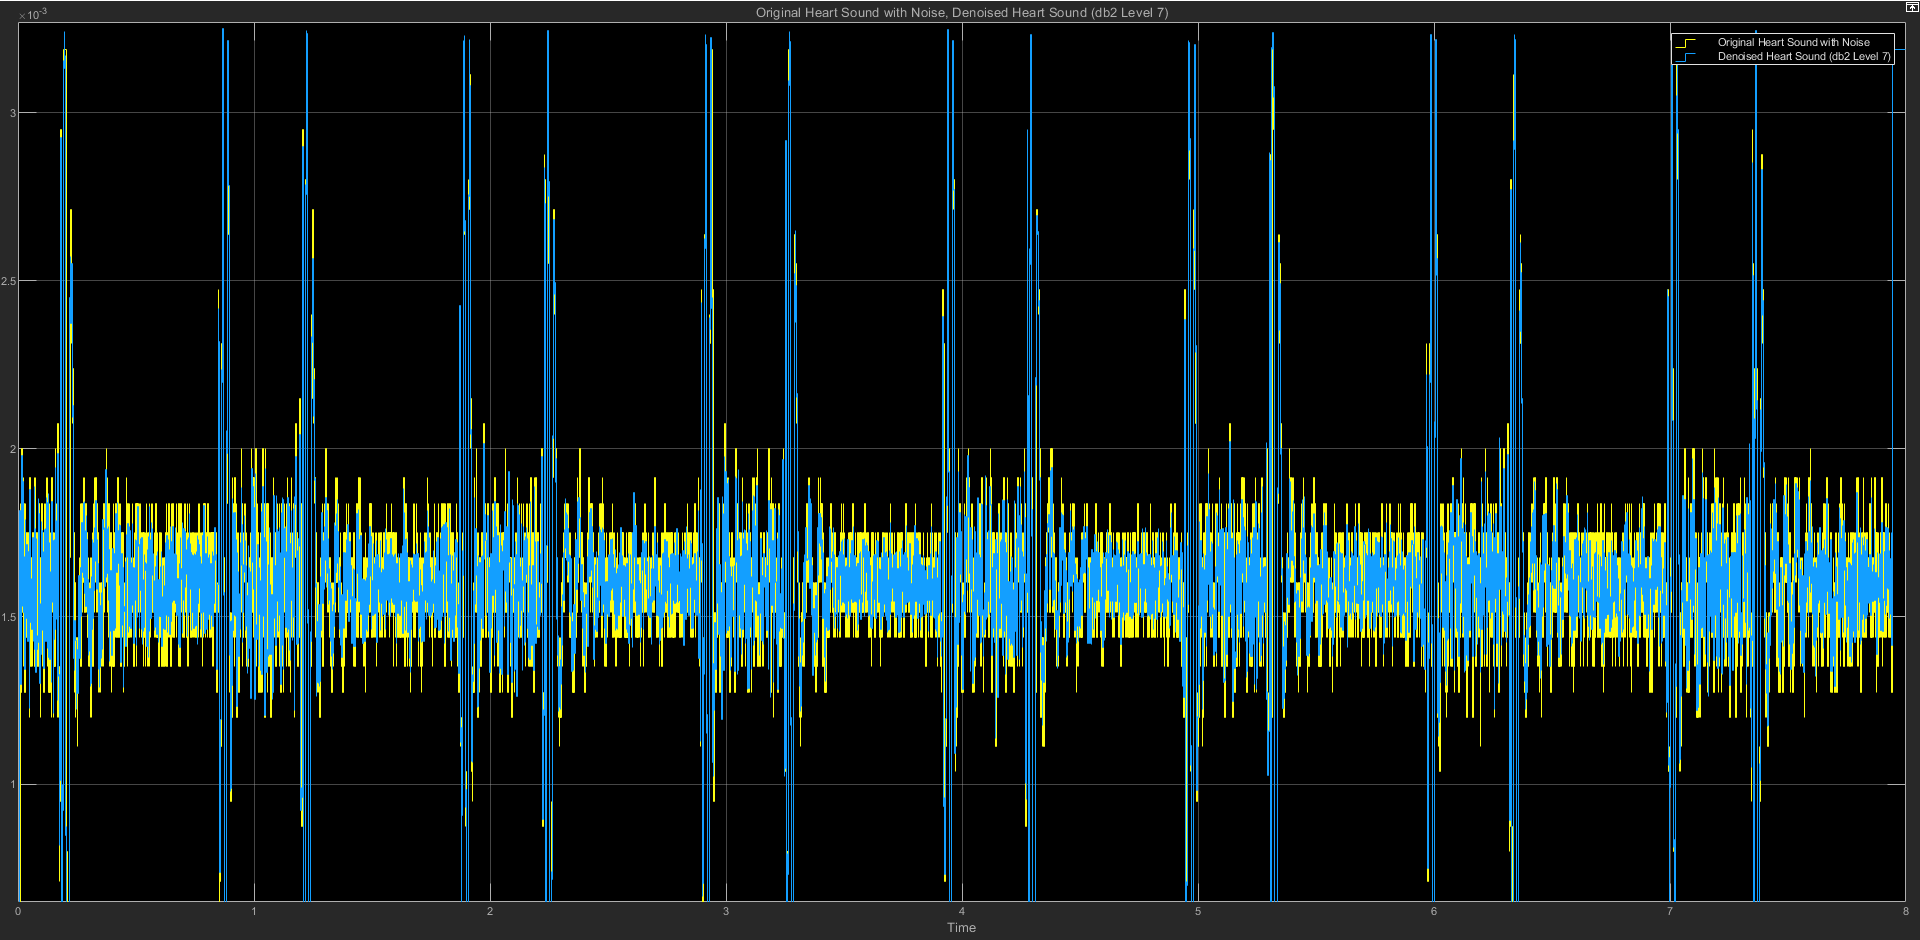 ×10⁻³
Original Heart Sound with Noise, Denoised Heart Sound (db2 Level 7)
Original Heart Sound with Noise
Denoised Heart Sound (db2 Level 7)
3
2.5
2
1.5
1
0 1 2 3 4 5 6 7 8
Time